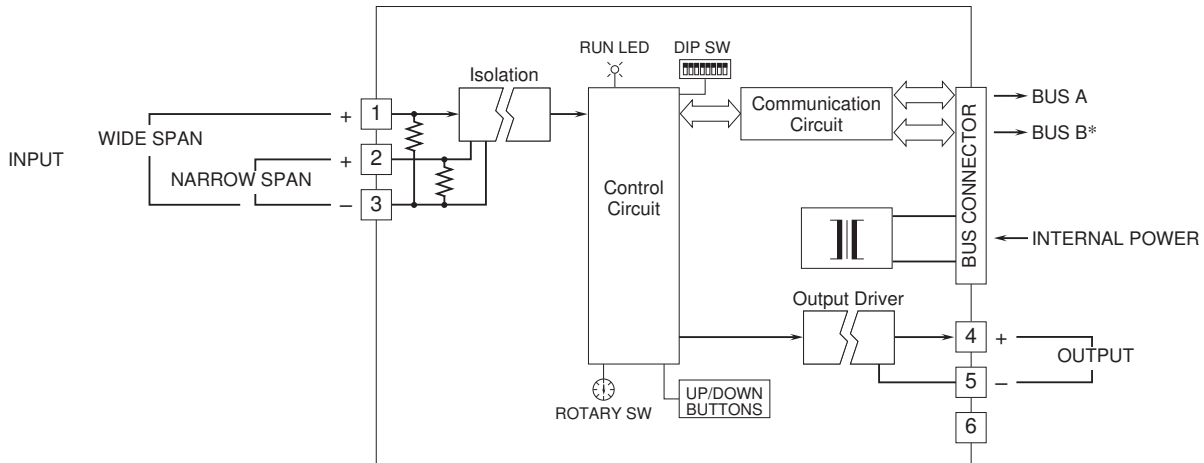 RUN LED
DIP SW
Isolation
+ 1
WIDE SPAN
INPUT
+ 2
NARROW SPAN
– 3
Control
Circuit
Communication
Circuit
BUS CONNECTOR
BUS A
BUS B*
INTERNAL POWER
Output Driver
4 +
OUTPUT
5 –
6
ROTARY SW
UP/DOWN
BUTTONS